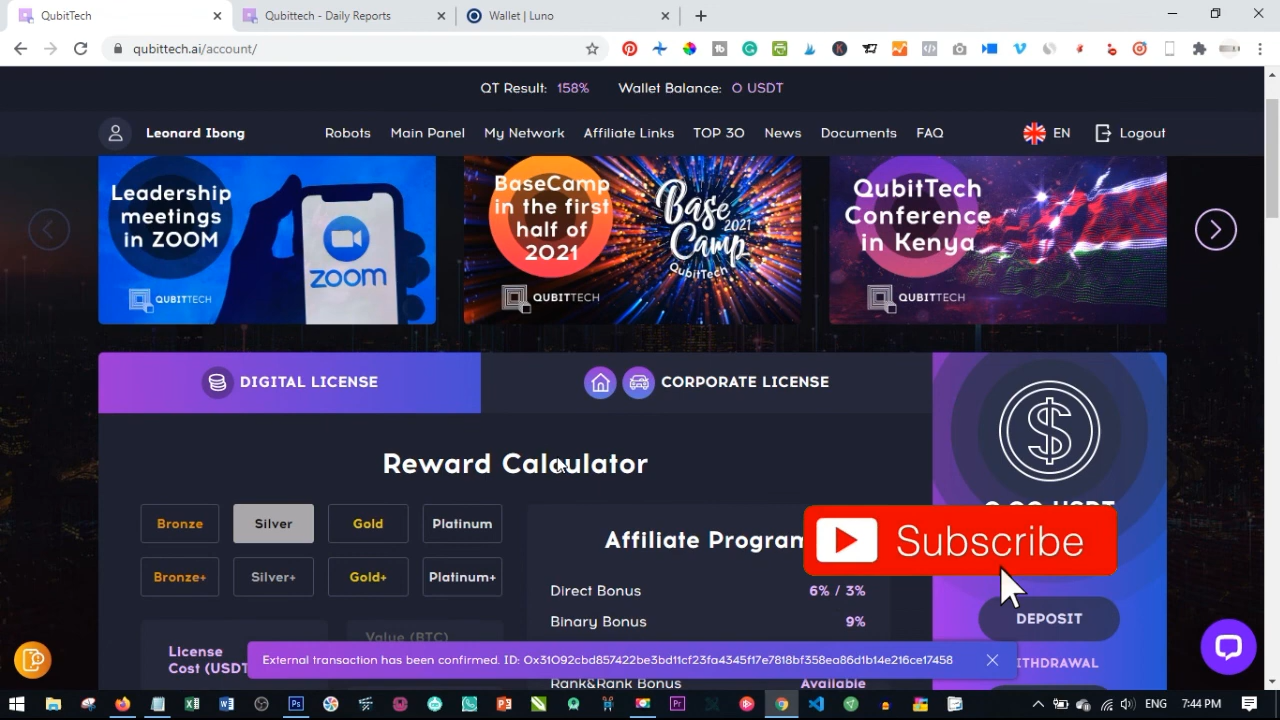 QubitTech
Qubittech - Daily Reports
Wallet | Luno
qubittech.ai/account/
QT Result: 158% Wallet Balance: 0 USDT
Leonard Ibong
Robots Main Panel My Network Affiliate Links TOP 30 News Documents FAQ
EN Logout
Leadership
meetings
in ZOOM
zoom
QUBITTECH
BaseCamp
in the first
half of
2021
Base
2021
Camp
QubitTech
QUBITTECH
QubitTech
Conference
in Kenya
QUBITTECH
DIGITAL LICENSE
CORPORATE LICENSE
Reward Calculator
Bronze Silver Gold Platinum
Bronze+ Silver+ Gold+ Platinum+
License
Cost (USDT
Value (BTC)
Affiliate Program
Direct Bonus 6% / 3%
Binary Bonus 9%
Rank&Rank Bonus Available
Subscribe
DEPOSIT
External transaction has been confirmed. ID: 0x31092cbd857422be3bd11cf23fa4345f17e7818bf358ea86d1b14e216ce17458
ENG 7:44 PM